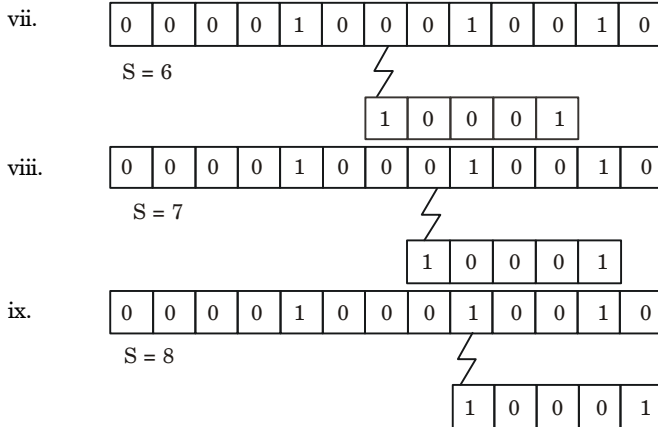 vii. 0 0 0 0 1 0 0 0 1 0 0 1 0
S = 6
1 0 0 0 1
viii. 0 0 0 0 1 0 0 0 1 0 0 1 0
S = 7
1 0 0 0 1
ix. 0 0 0 0 1 0 0 0 1 0 0 1 0
S = 8
1 0 0 0 1